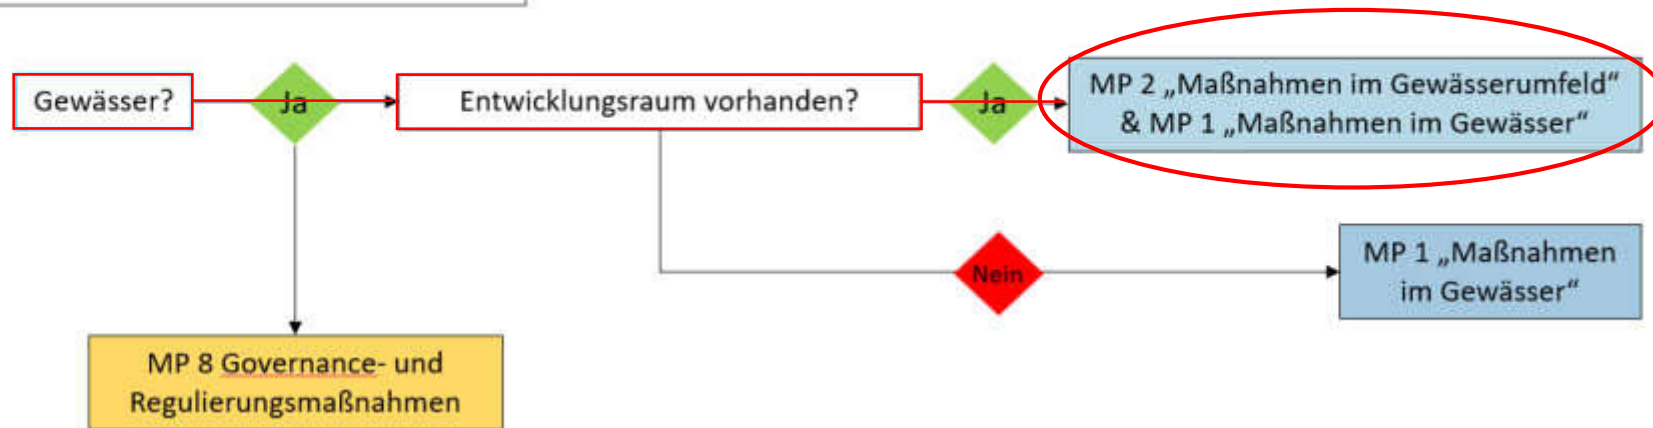 Gewässer?
Ja
Entwicklungsraum vorhanden?
Ja
MP 2 „Maßnahmen im Gewässerumfeld“
& MP 1 „Maßnahmen im Gewässer“
Nein
MP 1 „Maßnahmen
im Gewässer“
MP 8 Governance- und
Regulierungsmaßnahmen